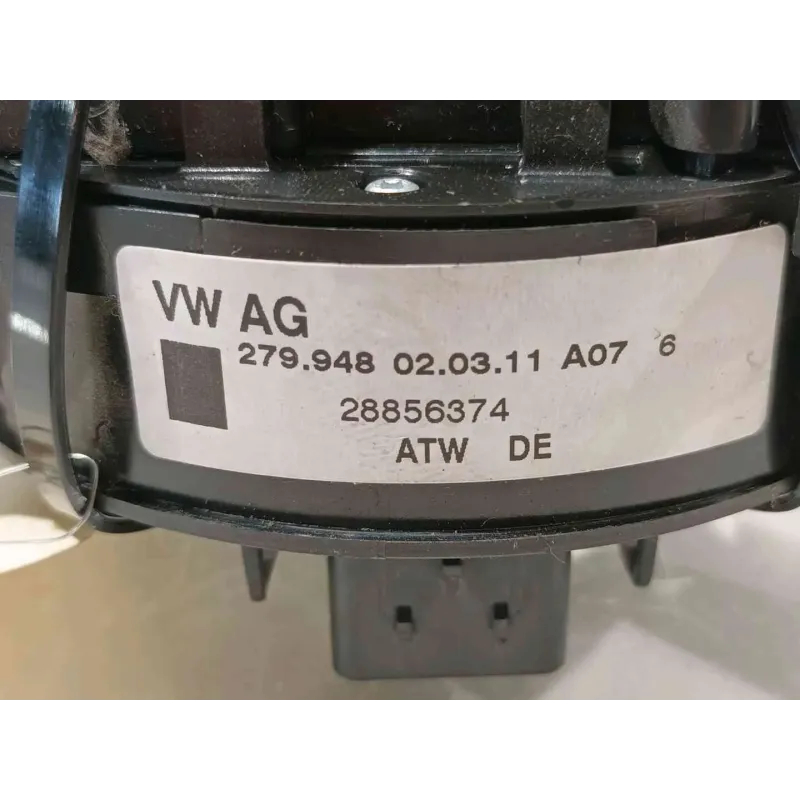 VW AG
279.948 02.03.11 A07 6
28856374
ATW DE